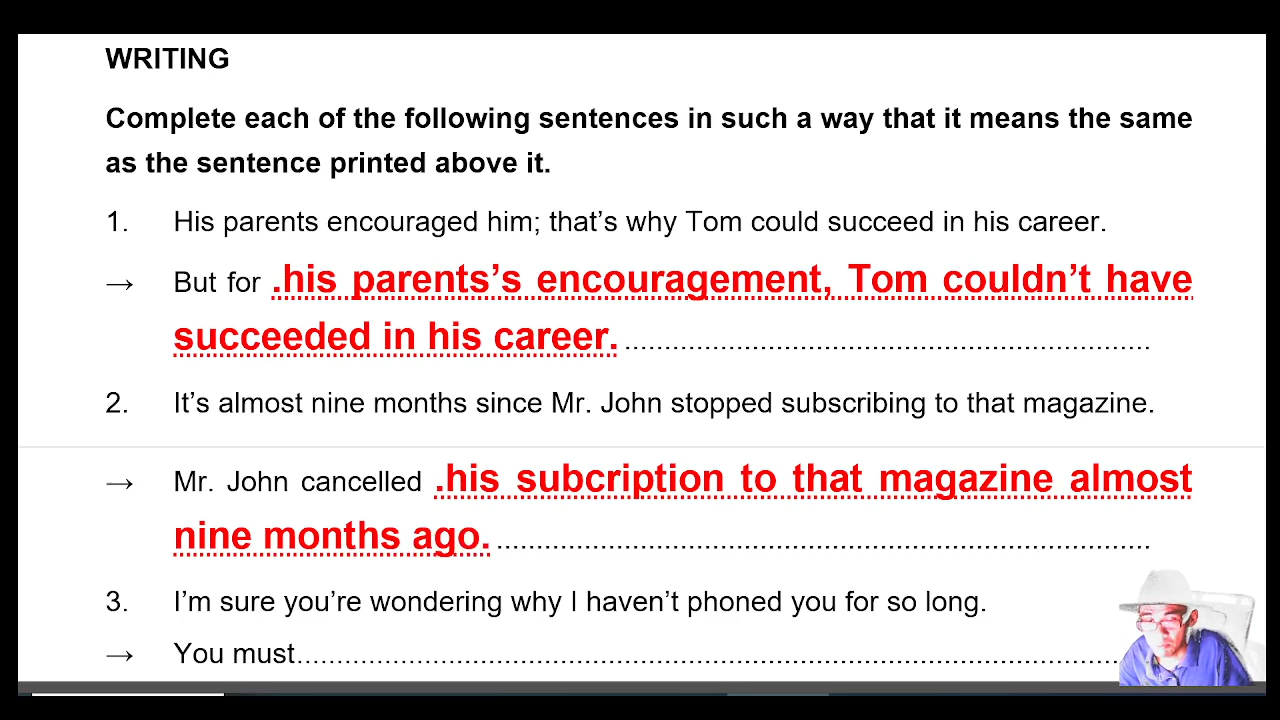 WRITING
Complete each of the following sentences in such a way that it means the same
as the sentence printed above it.
1. His parents encouraged him; that’s why Tom could succeed in his career.
→ But for .his parents’s encouragement, Tom couldn’t have
succeeded in his career. ................................................................
2. It’s almost nine months since Mr. John stopped subscribing to that magazine.
→ Mr. John cancelled .his subcription to that magazine almost
nine months ago. ................................................................
3. I’m sure you’re wondering why I haven’t phoned you for so long.
→ You must................................................................